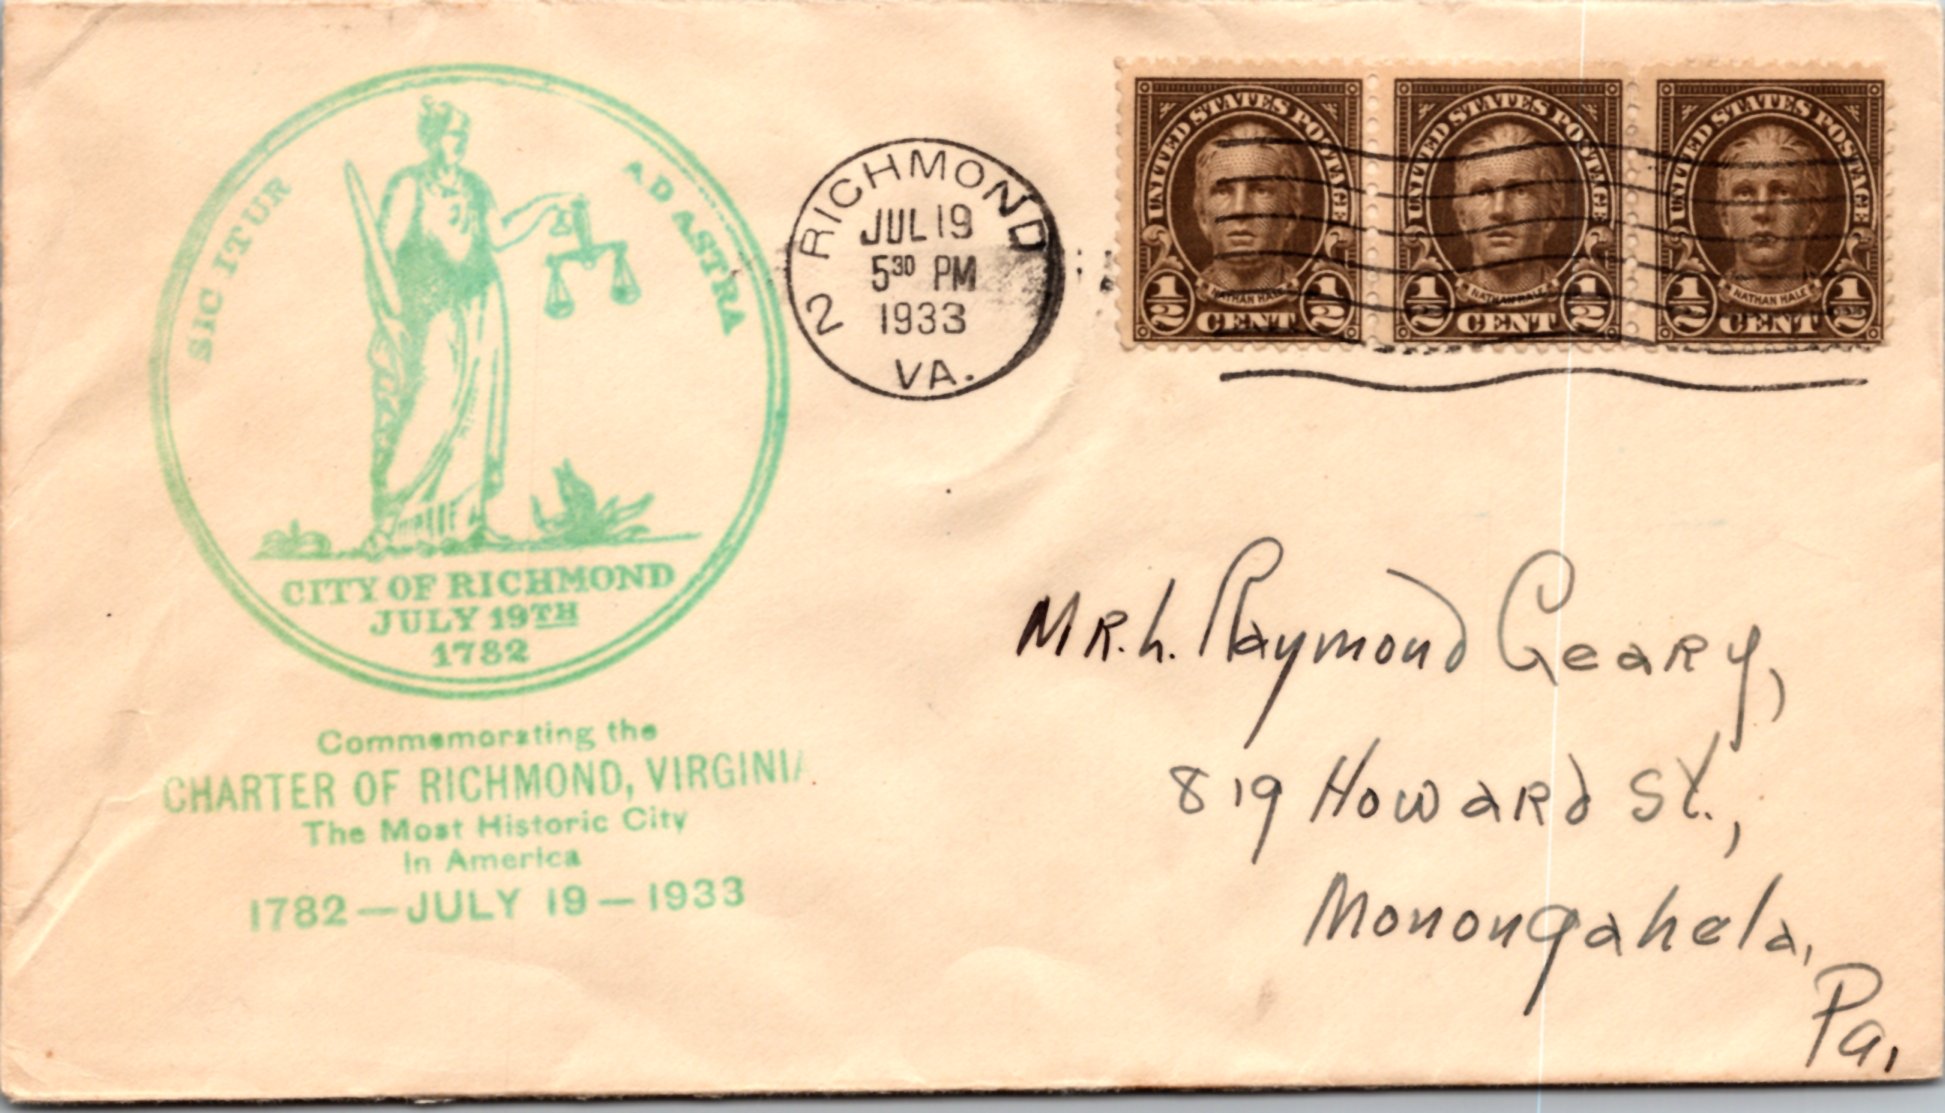 SIC ITUR AD ASTRA
CITY OF RICHMOND
JULY 19TH
1782
Commemorating the
CHARTER OF RICHMOND, VIRGINIA
The Most Historic City
In America
1782—JULY 19—1933
2 RICHMOND
JUL 19
5 30 PM
1933
VA.
UNITED STATES POSTAGE
NATHAN HALE
1/2 CENT 1/2
UNITED STATES POSTAGE
NATHAN HALE
1/2 CENT 1/2
UNITED STATES POSTAGE
NATHAN HALE
1/2 CENT 1/2
MR. L. Raymond Geary,
819 Howard St.,
Monongahela,
Pa.